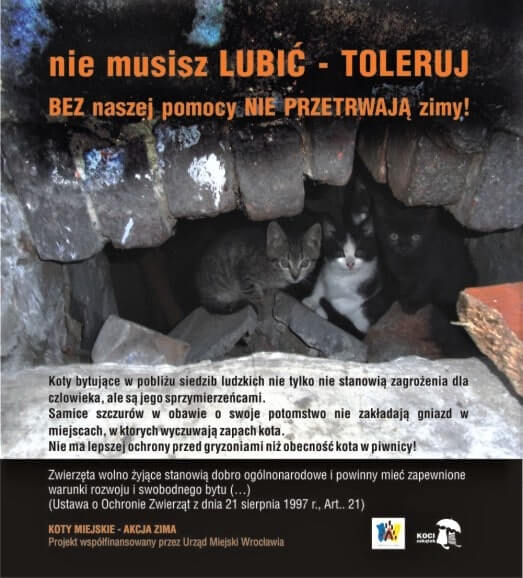 nie musisz LUBIĆ - TOLERUJ
BEZ naszej pomocy NIE PRZETRWAJĄ zimy!
Koty bytujące w pobliżu siedzib ludzkich nie tylko nie stanowią zagrożenia dla
człowieka, ale są jego sprzymierzeńcami.
Samice szczurów w obawie o swoje potomstwo nie zakładają gniazd w
miejscach, w ktorych wyczuwają zapach kota.
Nie ma lepszej ochrony przed gryzoniami niż obecność kota w piwnicy!
Zwierzęta wolno żyjące stanowią dobro ogólnonarodowe i powinny mieć zapewnione
warunki rozwoju i swobodnego bytu (...)
(Ustawa o Ochronie Zwierząt z dnia 21 sierpnia 1997 r., Art.. 21)
KOTY MIEJSKIE - AKCJA ZIMA
Projekt współfinansowany przez Urząd Miejski Wrocławia
KOCI
zakątek